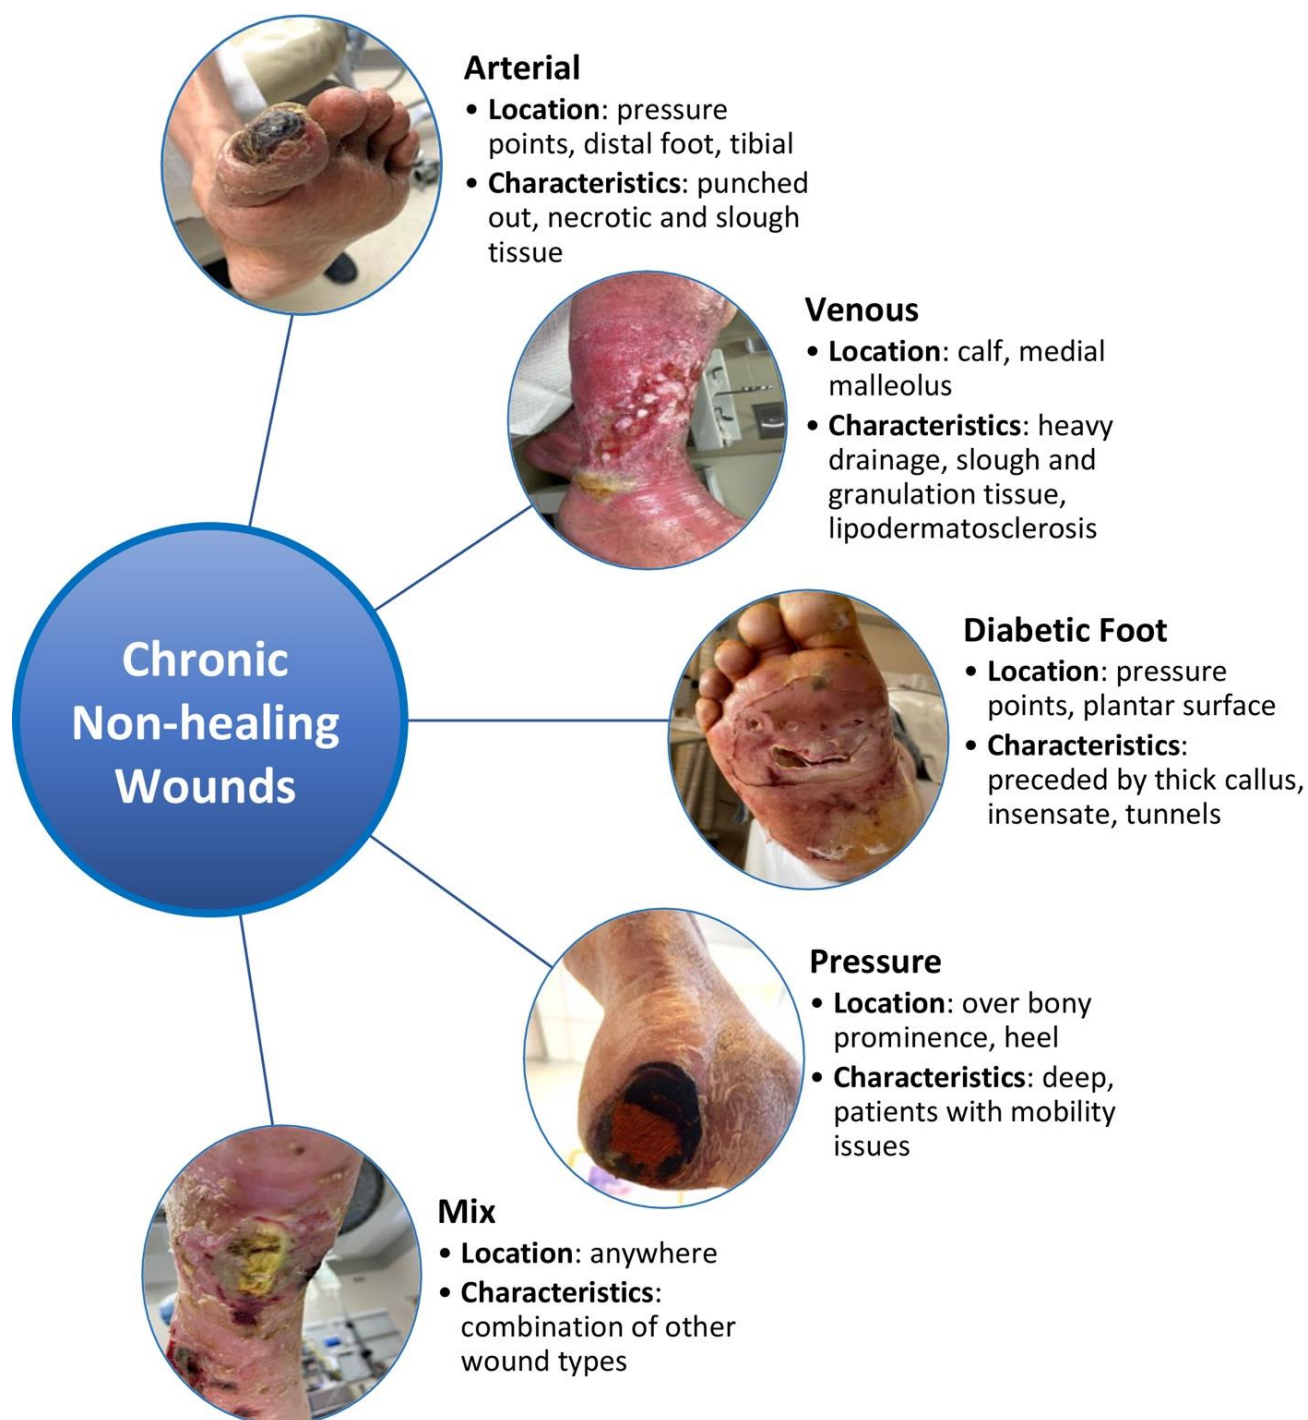 Arterial
• Location: pressure
points, distal foot, tibial
• Characteristics: punched
out, necrotic and slough
tissue
Venous
• Location: calf, medial
malleolus
• Characteristics: heavy
drainage, slough and
granulation tissue,
lipodermatosclerosis
Chronic
Non-healing
Wounds
Diabetic Foot
• Location: pressure
points, plantar surface
• Characteristics:
preceded by thick callus,
insensate, tunnels
Pressure
• Location: over bony
prominence, heel
• Characteristics: deep,
patients with mobility
issues
Mix
• Location: anywhere
• Characteristics:
combination of other
wound types